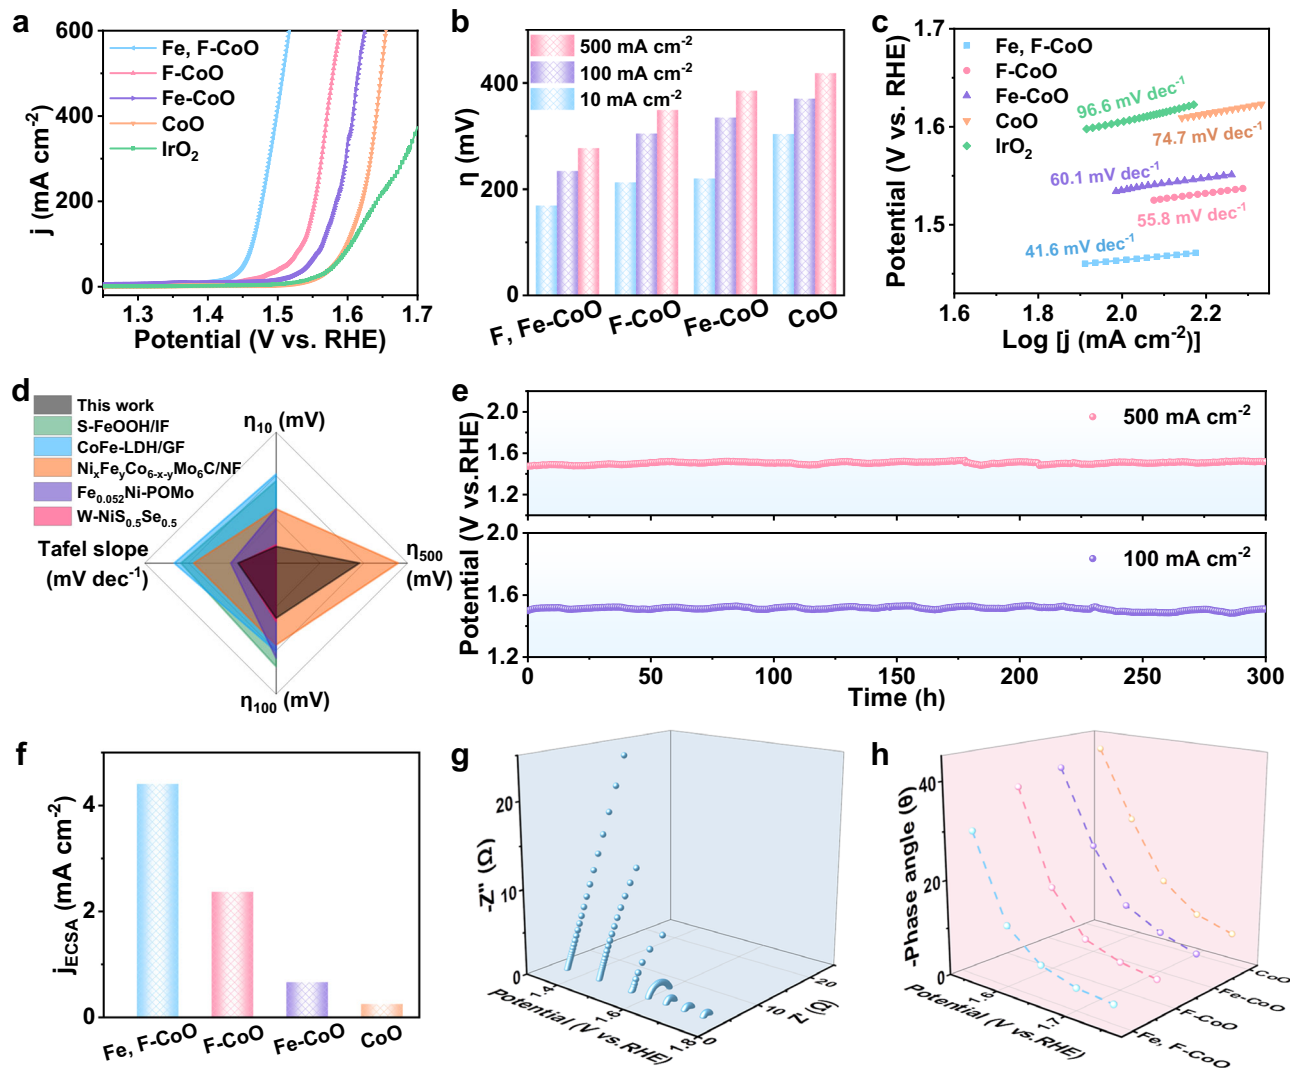 a
600
400
200
0
j (mA cm-2)
Fe, F-CoO
F-CoO
Fe-CoO
CoO
IrO2
1.3 1.4 1.5 1.6 1.7
Potential (V vs. RHE)
b
400
200
0
η (mV)
500 mA cm-2
100 mA cm-2
10 mA cm-2
F, Fe-CoO F-CoO Fe-CoO CoO
c
1.7
1.6
1.5
Potential (V vs. RHE)
Fe, F-CoO
F-CoO
Fe-CoO
CoO
IrO2
96.6 mV dec-1
74.7 mV dec-1
60.1 mV dec-1
55.8 mV dec-1
41.6 mV dec-1
1.6 1.8 2.0 2.2
Log [j (mA cm-2)]
d
This work
S-FeOOH/IF
CoFe-LDH/GF
NixFeyCo6-x-yMo6C/NF
Fe0.052Ni-POMo
W-NiS0.5Se0.5
η10 (mV)
Tafel slope
(mV dec-1)
η500
(mV)
η100 (mV)
e
2.0
1.6
1.2
500 mA cm-2
2.0
1.6
1.2
100 mA cm-2
Potential (V vs.RHE)
0 50 100 150 200 250 300
Time (h)
f
4
2
0
jECSA (mA cm-2)
Fe, F-CoO F-CoO Fe-CoO CoO
g
20
10
0
-Z'' (Ω)
1.4
1.6
1.8
Potential (V vs.RHE)
0
10
20
Z' (Ω)
h
40
20
0
-Phase angle (θ)
1.6
1.7
Potential (V vs.RHE)
CoO
Fe-CoO
F-CoO
Fe, F-CoO